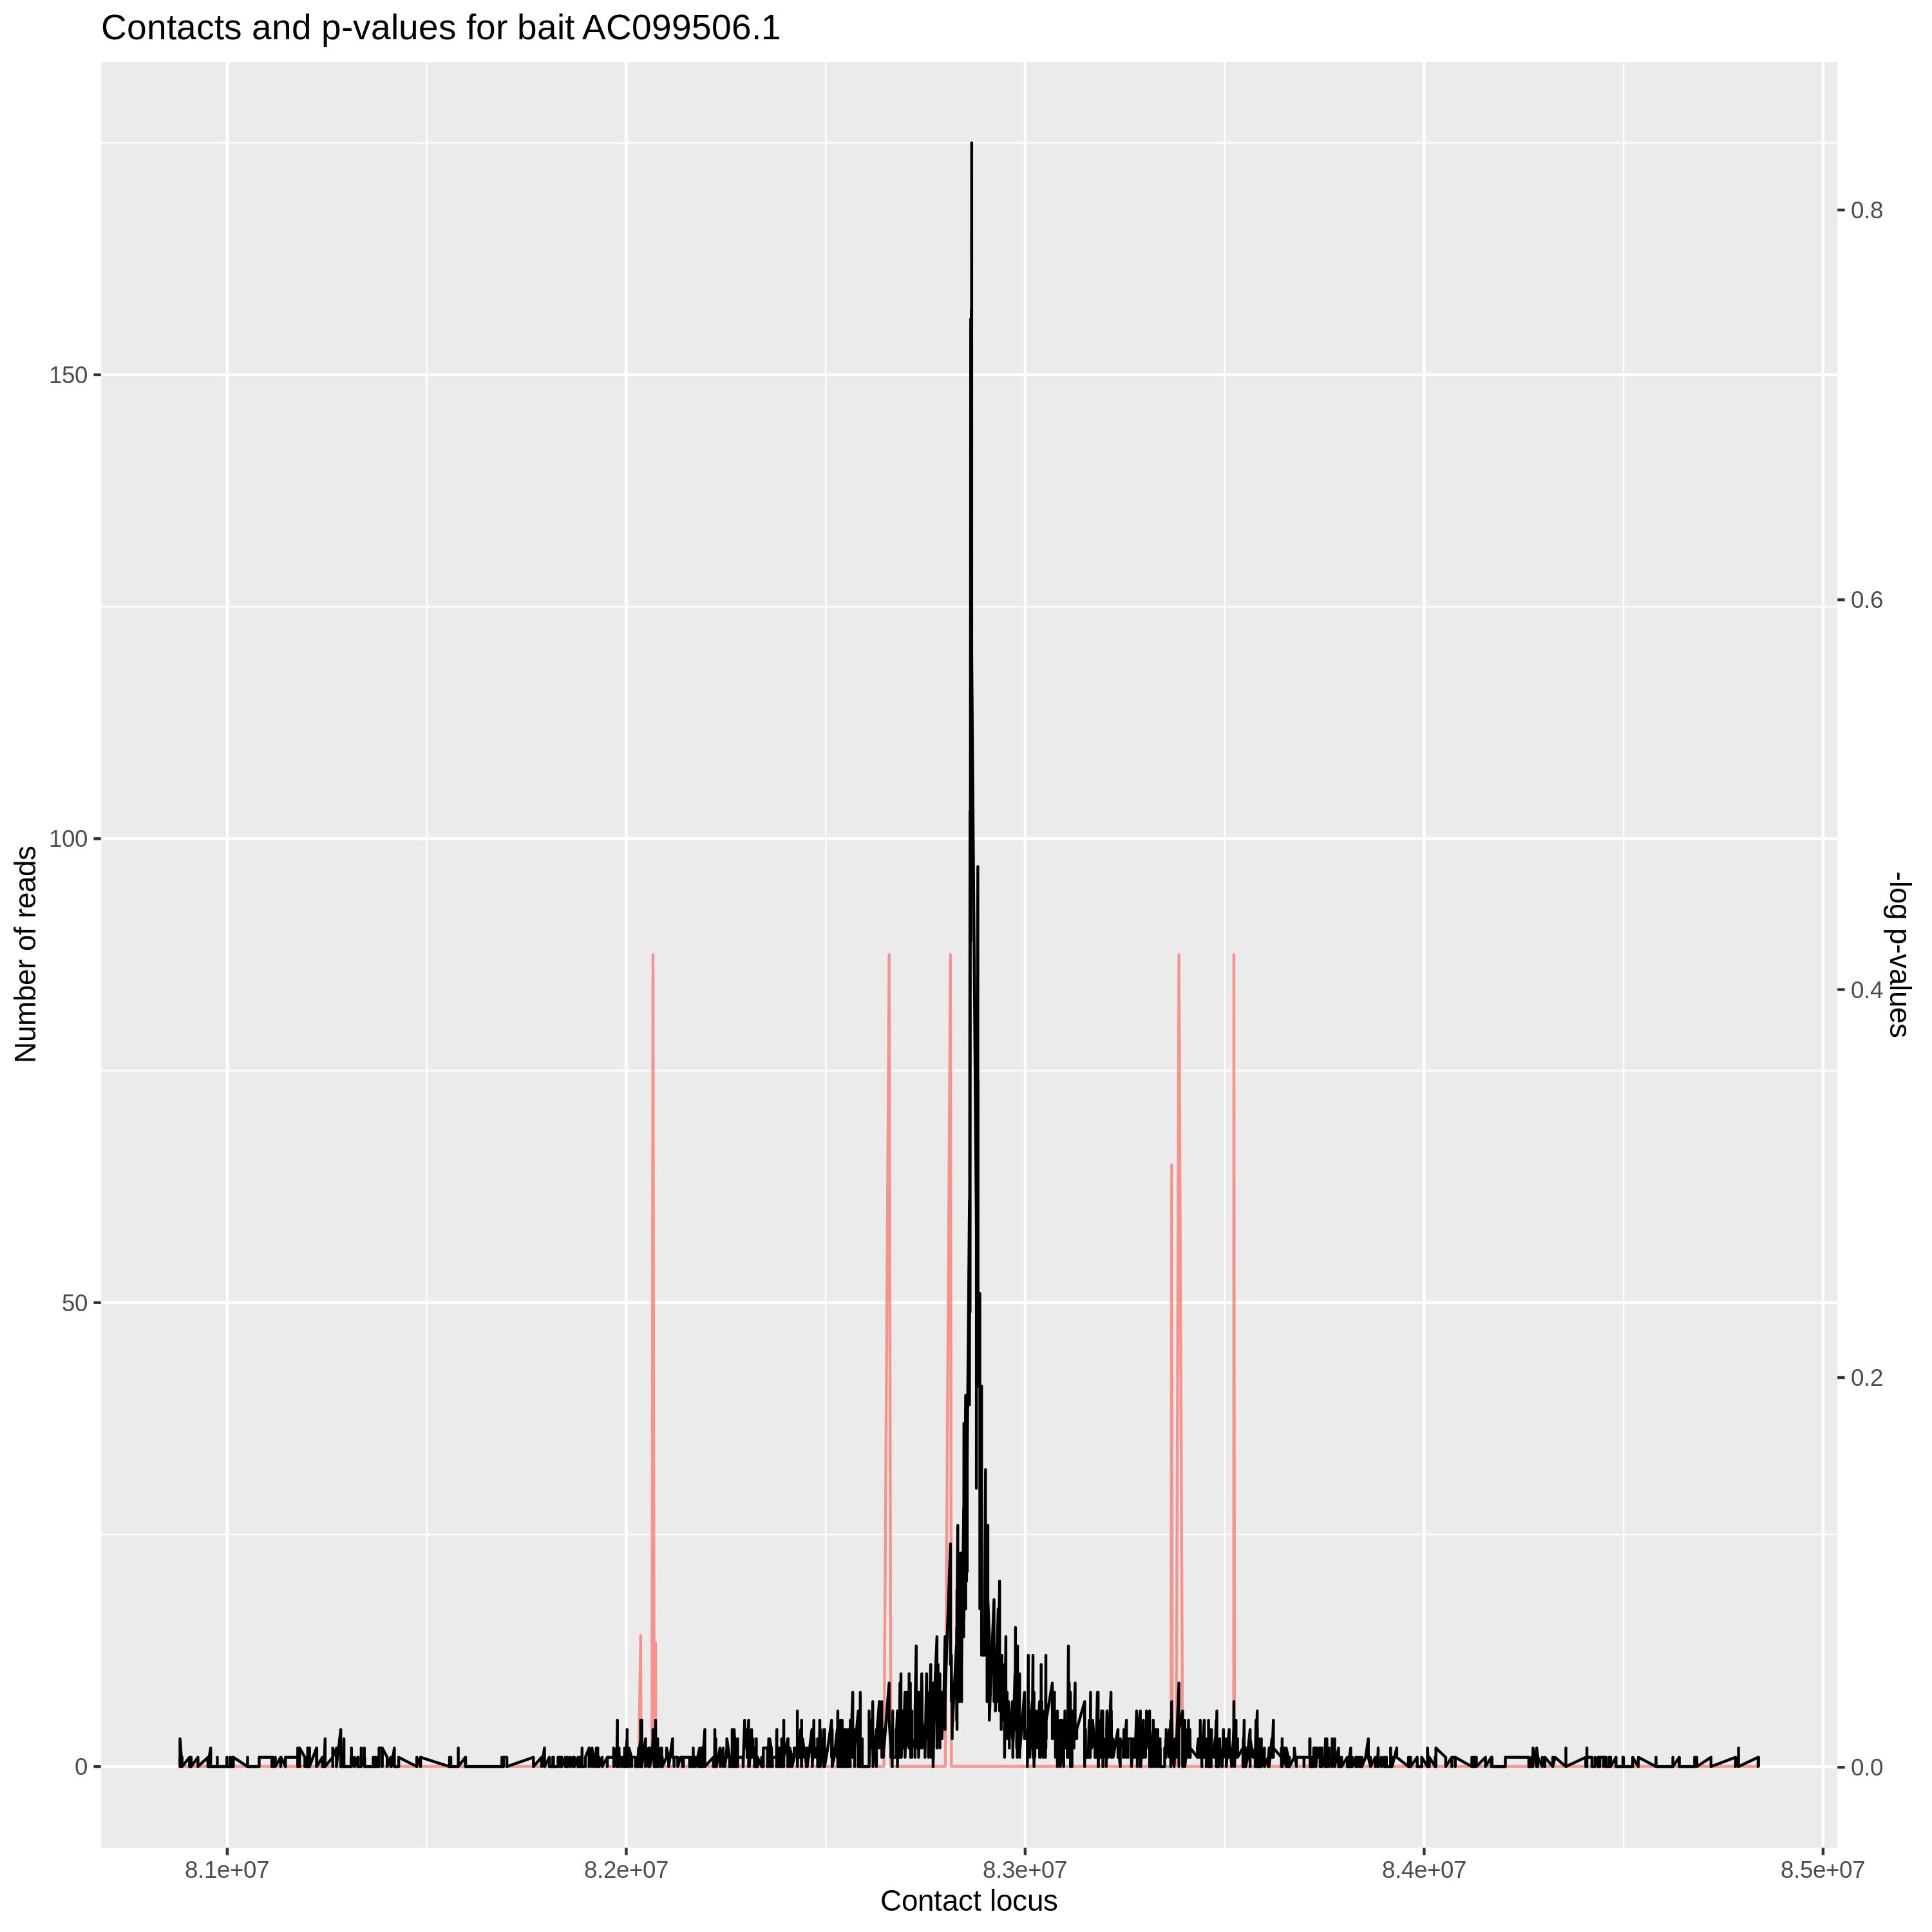 Contacts and p-values for bait AC099506.1
150
100
50
0
Number of reads
0.8
0.6
0.4
0.2
0.0
-log p-values
8.1e+07
8.2e+07
8.3e+07
8.4e+07
8.5e+07
Contact locus